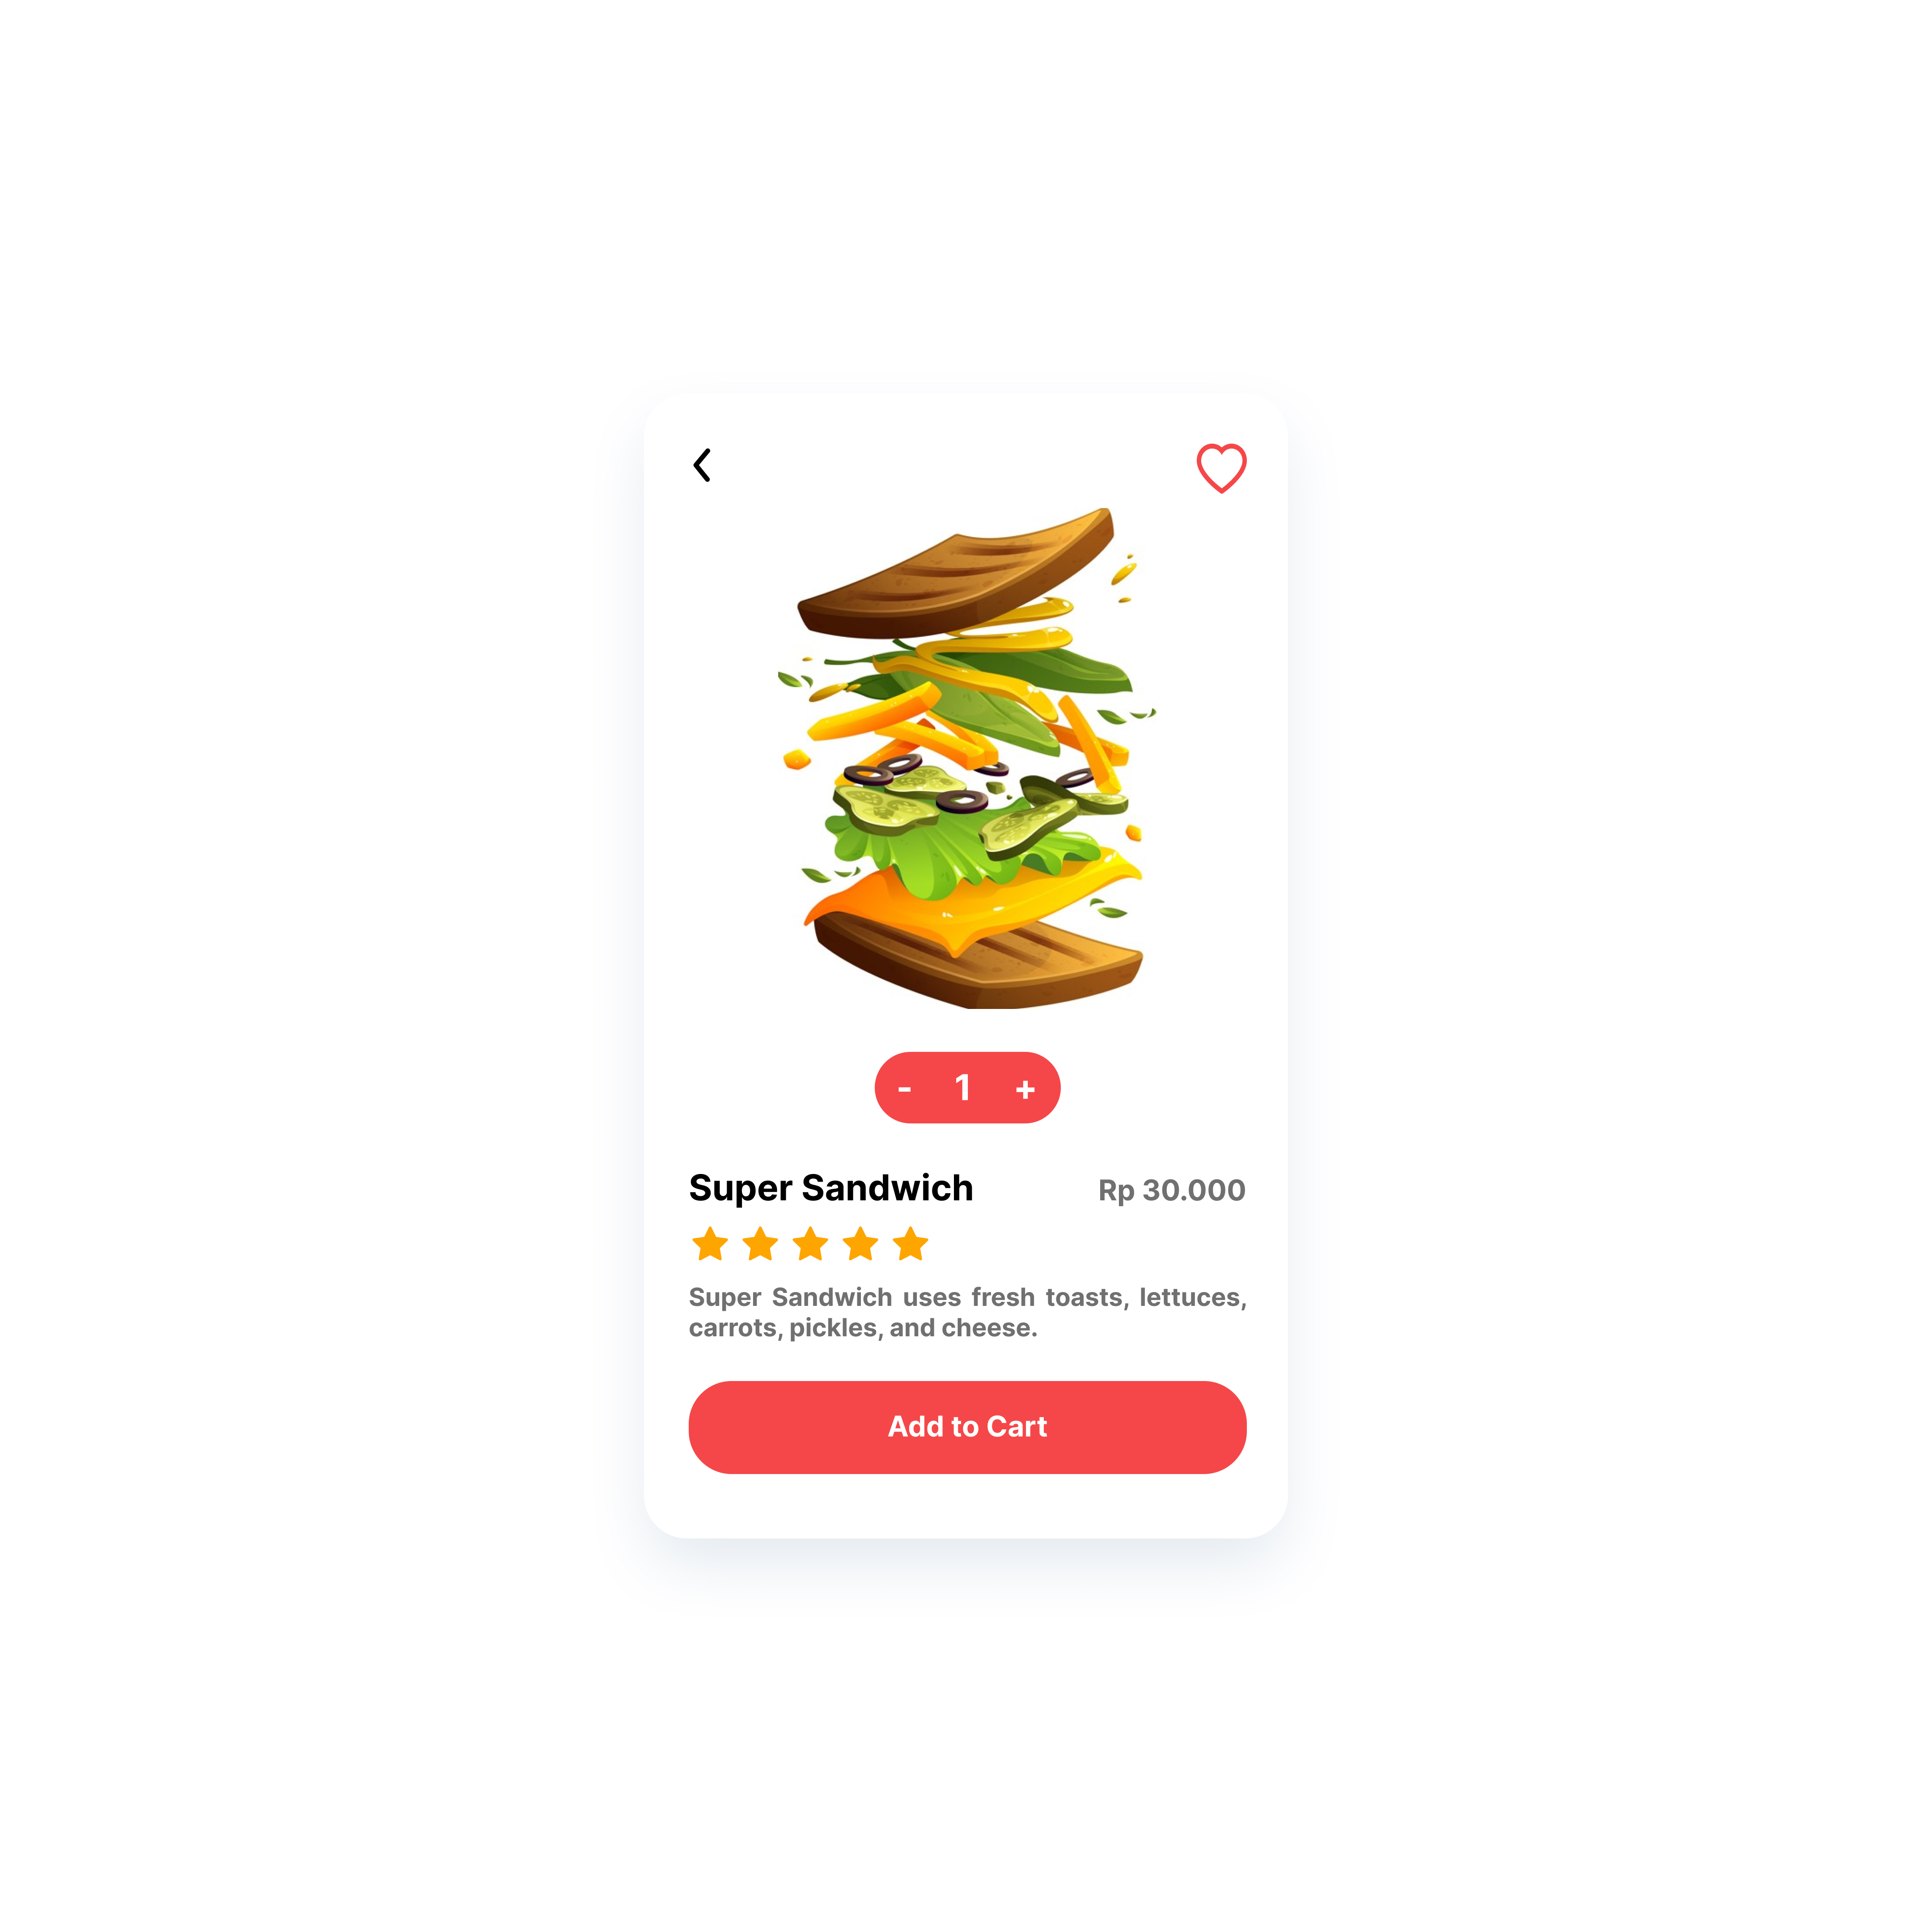 - 1 +
Super Sandwich
Rp 30.000
Super Sandwich uses fresh toasts, lettuces,
carrots, pickles, and cheese.
Add to Cart